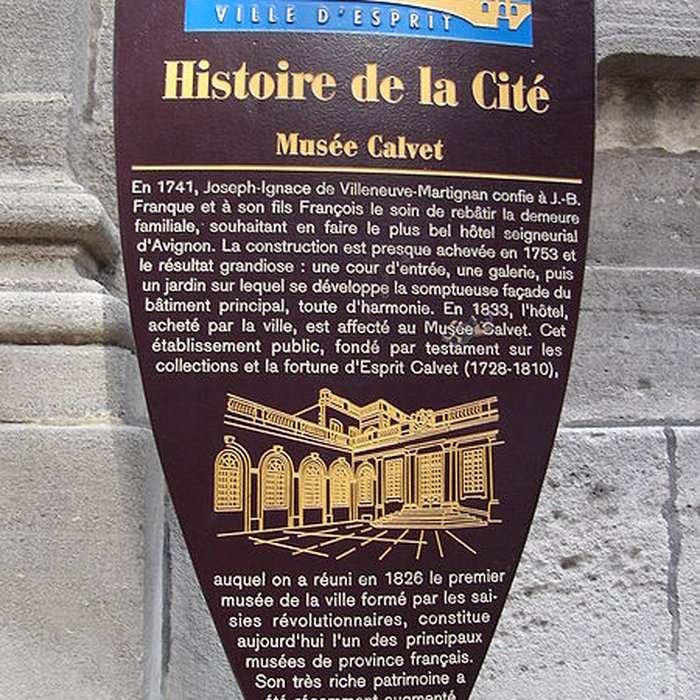 VILLE D'ESPRIT
Histoire de la Cité
Musée Calvet
En 1741, Joseph-Ignace de Villeneuve-Martignan confie à J.-B.
Franque et à son fils François le soin de rebâtir la demeure
familiale, souhaitant en faire le plus bel hôtel seigneurial
d'Avignon. La construction est presque achevée en 1753 et
le résultat grandiose : une cour d'entrée, une galerie, puis
un jardin sur lequel se développe la somptueuse façade du
bâtiment principal, toute d'harmonie. En 1833, l'hôtel,
acheté par la ville, est affecté au Musée Calvet. Cet
établissement public, fondé par testament sur les
collections et la fortune d'Esprit Calvet (1728-1810),
auquel on a réuni en 1826 le premier
musée de la ville formé par les sai-
sies révolutionnaires, constitue
aujourd'hui l'un des principaux
musées de province français.
Son très riche patrimoine a
été récemment augmenté